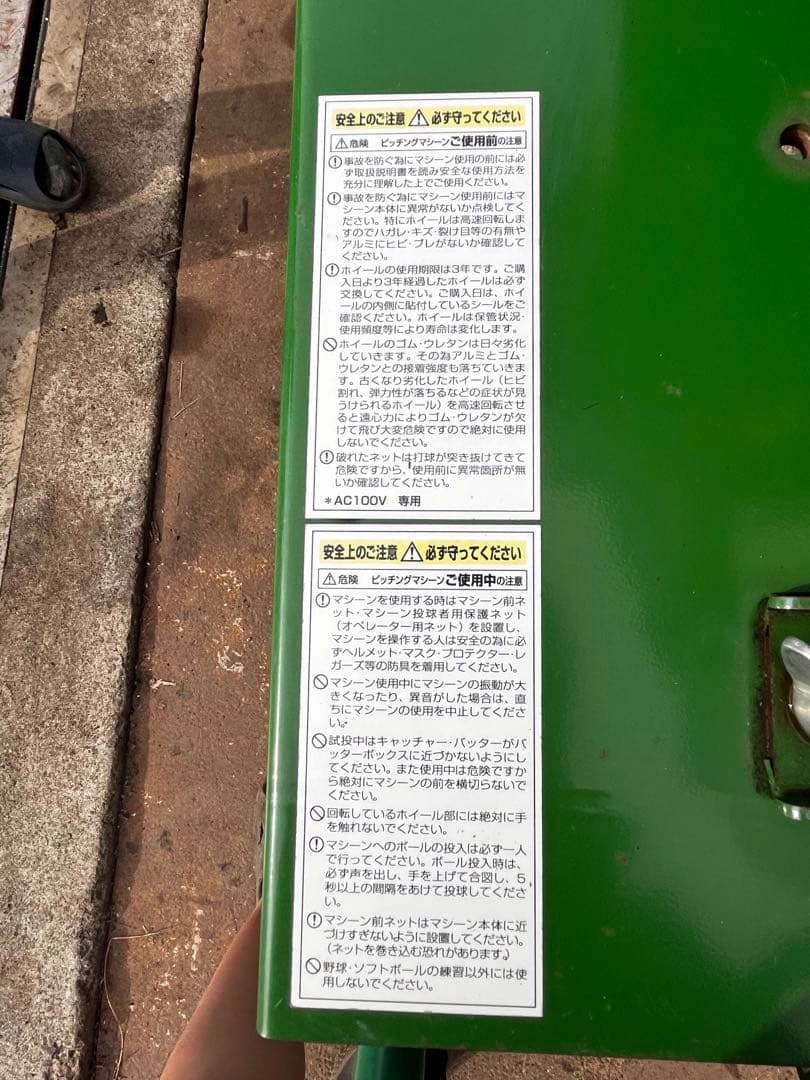 安全上のご注意 ⚠ 必ず守ってください
⚠危険 ピッチングマシーンご使用前の注意
事故を防ぐ為にマシーン使用の前には必
ず取扱説明書を読み安全な使用方法を
充分に理解した上でご使用ください。
事故を防ぐ為にマシーン使用前にはマ
シーン本体に異常がないか点検してく
ださい。特にホイールは高速回転しま
すのでハガレ・キズ・裂け目等の有無や
アルミにヒビ・ブレがないか確認して
ください。
ホイールの使用期限は3年です。ご購
入日より3年経過したホイールは必ず
交換してください。ご購入日は、ホイー
ルの内側に貼付しているシールをご
確認ください。ホイールは保管状況・
使用頻度等により寿命は変化します。
ホイールのゴム・ウレタンは日々劣化
していきます。その為アルミとゴム・
ウレタンとの接着強度も落ちていきま
す。古くなり劣化したホイール（ヒビ
割れ、弾力性が落ちるなどの症状が見
うけられるホイール）を高速回転させ
ると遠心力によりゴム・ウレタンが欠
けて飛び大変危険ですので絶対に使用
しないでください。
破れたネットは打球が突き抜けてきて
危険ですから、使用前に異常箇所が無
いか確認してください。
＊AC100V 専用
安全上のご注意 ⚠ 必ず守ってください
⚠危険 ピッチングマシーンご使用中の注意
マシーンを使用する時はマシーン前ネ
ット・マシーン投球者用保護ネット
（オペレーター用ネット）を設置し、
マシーンを操作する人は安全の為に必
ずヘルメット・マスク・プロテクター・レ
ガーズ等の防具を着用してください。
マシーン使用中にマシーンの振動が大
きくなったり、異音がした場合は、直
ちにマシーンの使用を中止してくださ
い。
試投中はキャッチャー・バッターがバ
ッターボックスに近づかないようにし
てください。また使用中は危険ですか
ら絶対にマシーンの前を横切らないで
ください。
回転しているホイール部には絶対に手
を触れないでください。
マシーンへのボールの投入は必ず一人
で行ってください。ボール投入時は、
必ず声を出し、手を上げて合図し、5
秒以上の間隔をあけて投球してくださ
い。
マシーン前ネットはマシーン本体に近
づけすぎないように設置してください。
（ネットを巻き込む恐れがあります。）
野球・ソフトボールの練習以外には使
用しないでください。